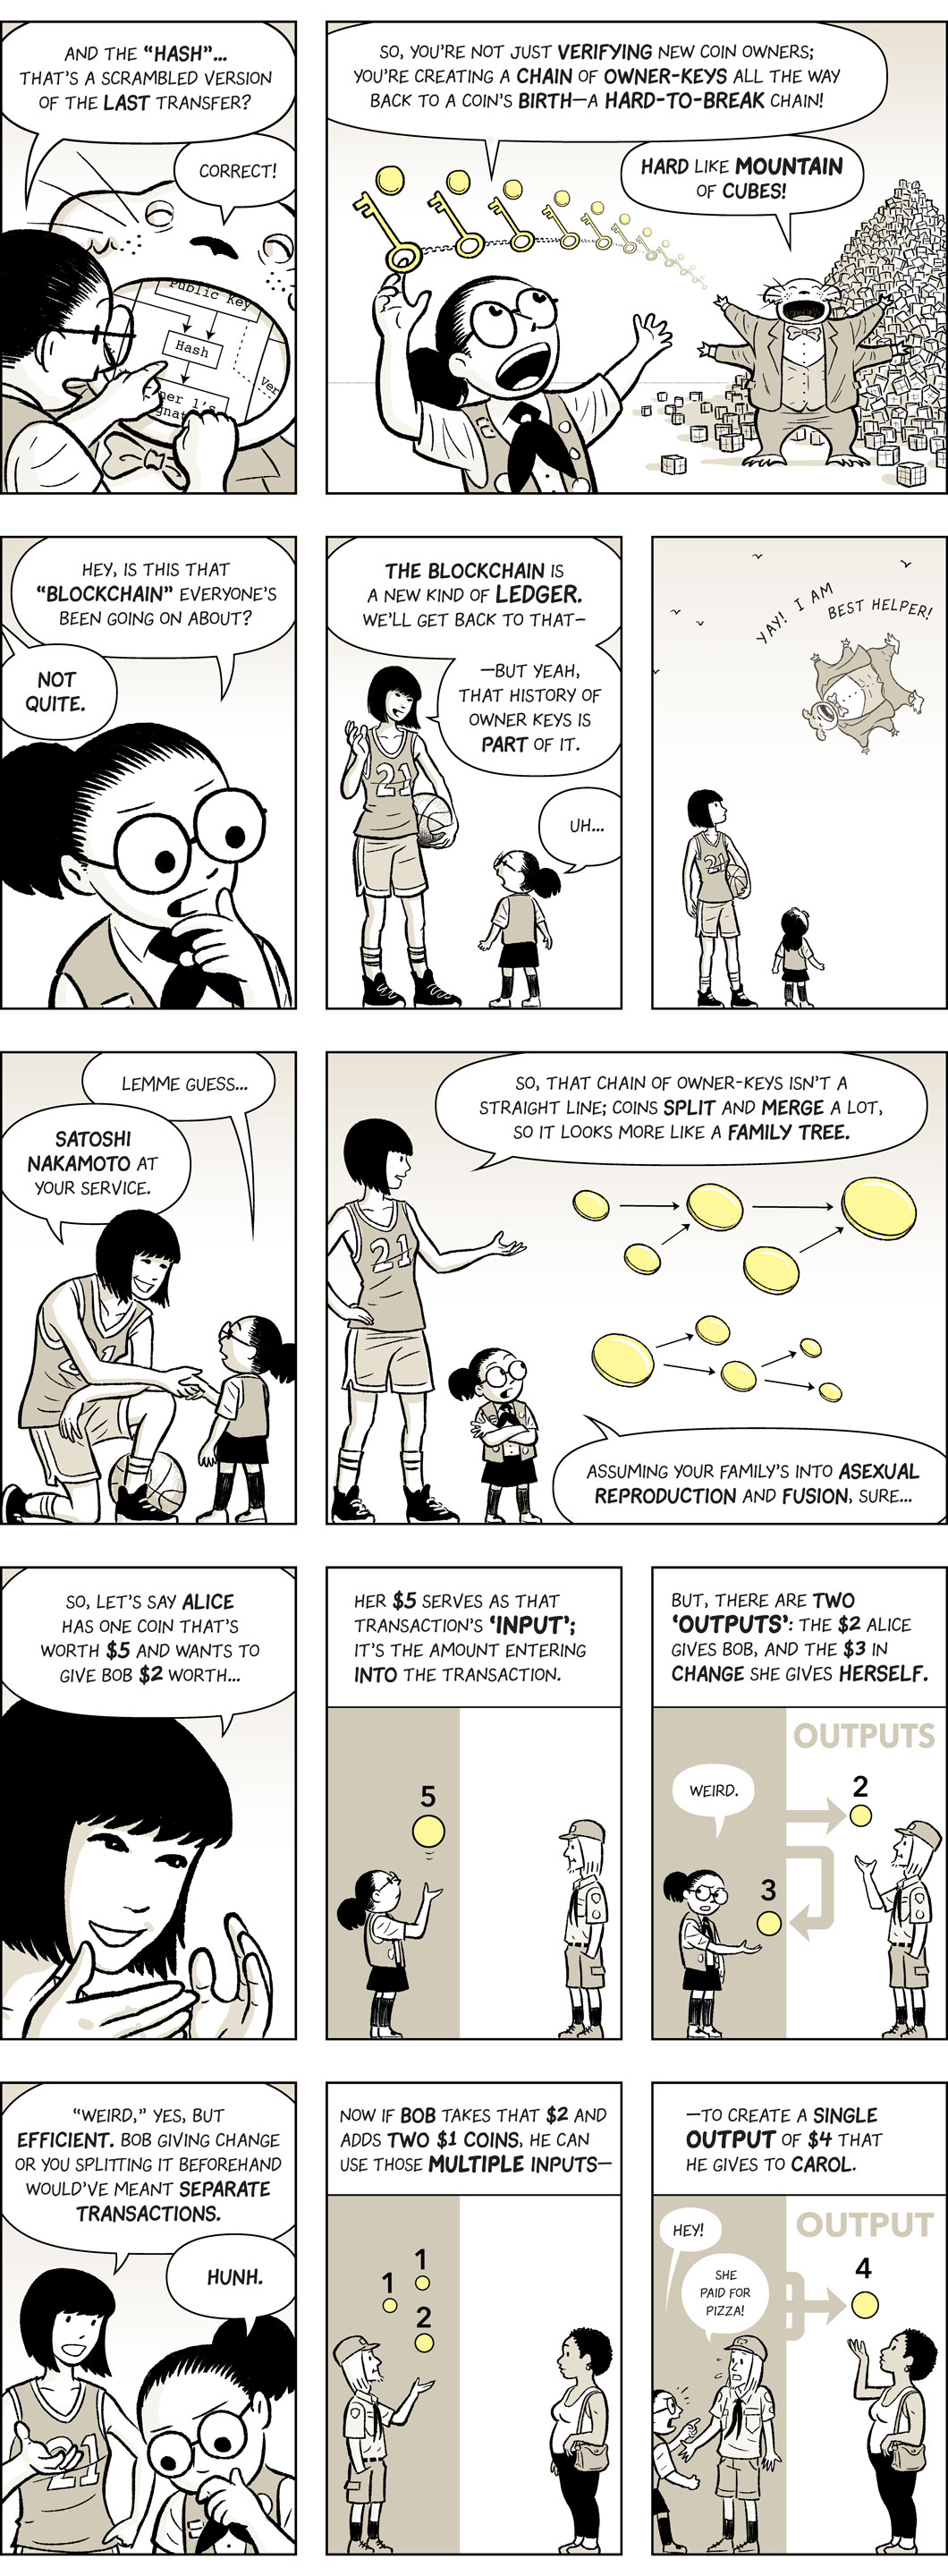 AND THE "HASH"...
THAT'S A SCRAMBLED VERSION
OF THE LAST TRANSFER?
CORRECT!
Public Key
Hash
Ver
ner 1's
gnat
SO, YOU'RE NOT JUST VERIFYING NEW COIN OWNERS;
YOU'RE CREATING A CHAIN OF OWNER-KEYS ALL THE WAY
BACK TO A COIN'S BIRTH—A HARD-TO-BREAK CHAIN!
HARD LIKE MOUNTAIN
OF CUBES!
HEY, IS THIS THAT
"BLOCKCHAIN" EVERYONE'S
BEEN GOING ON ABOUT?
NOT
QUITE.
THE BLOCKCHAIN IS
A NEW KIND OF LEDGER.
WE'LL GET BACK TO THAT—
—BUT YEAH,
THAT HISTORY OF
OWNER KEYS IS
PART OF IT.
21
UH...
YAY! I AM
BEST HELPER!
21
LEMME GUESS...
SATOSHI
NAKAMOTO AT
YOUR SERVICE.
SO, THAT CHAIN OF OWNER-KEYS ISN'T A
STRAIGHT LINE; COINS SPLIT AND MERGE A LOT,
SO IT LOOKS MORE LIKE A FAMILY TREE.
21
ASSUMING YOUR FAMILY'S INTO ASEXUAL
REPRODUCTION AND FUSION, SURE...
SO, LET'S SAY ALICE
HAS ONE COIN THAT'S
WORTH $5 AND WANTS TO
GIVE BOB $2 WORTH...
HER $5 SERVES AS THAT
TRANSACTION'S 'INPUT';
IT'S THE AMOUNT ENTERING
INTO THE TRANSACTION.
5
BUT, THERE ARE TWO
'OUTPUTS': THE $2 ALICE
GIVES BOB, AND THE $3 IN
CHANGE SHE GIVES HERSELF.
OUTPUTS
WEIRD.
2
3
"WEIRD," YES, BUT
EFFICIENT. BOB GIVING CHANGE
OR YOU SPLITTING IT BEFOREHAND
WOULD'VE MEANT SEPARATE
TRANSACTIONS.
HUNH.
21
NOW IF BOB TAKES THAT $2 AND
ADDS TWO $1 COINS, HE CAN
USE THOSE MULTIPLE INPUTS—
1
1
2
—TO CREATE A SINGLE
OUTPUT OF $4 THAT
HE GIVES TO CAROL.
OUTPUT
HEY!
SHE
PAID FOR
PIZZA!
4